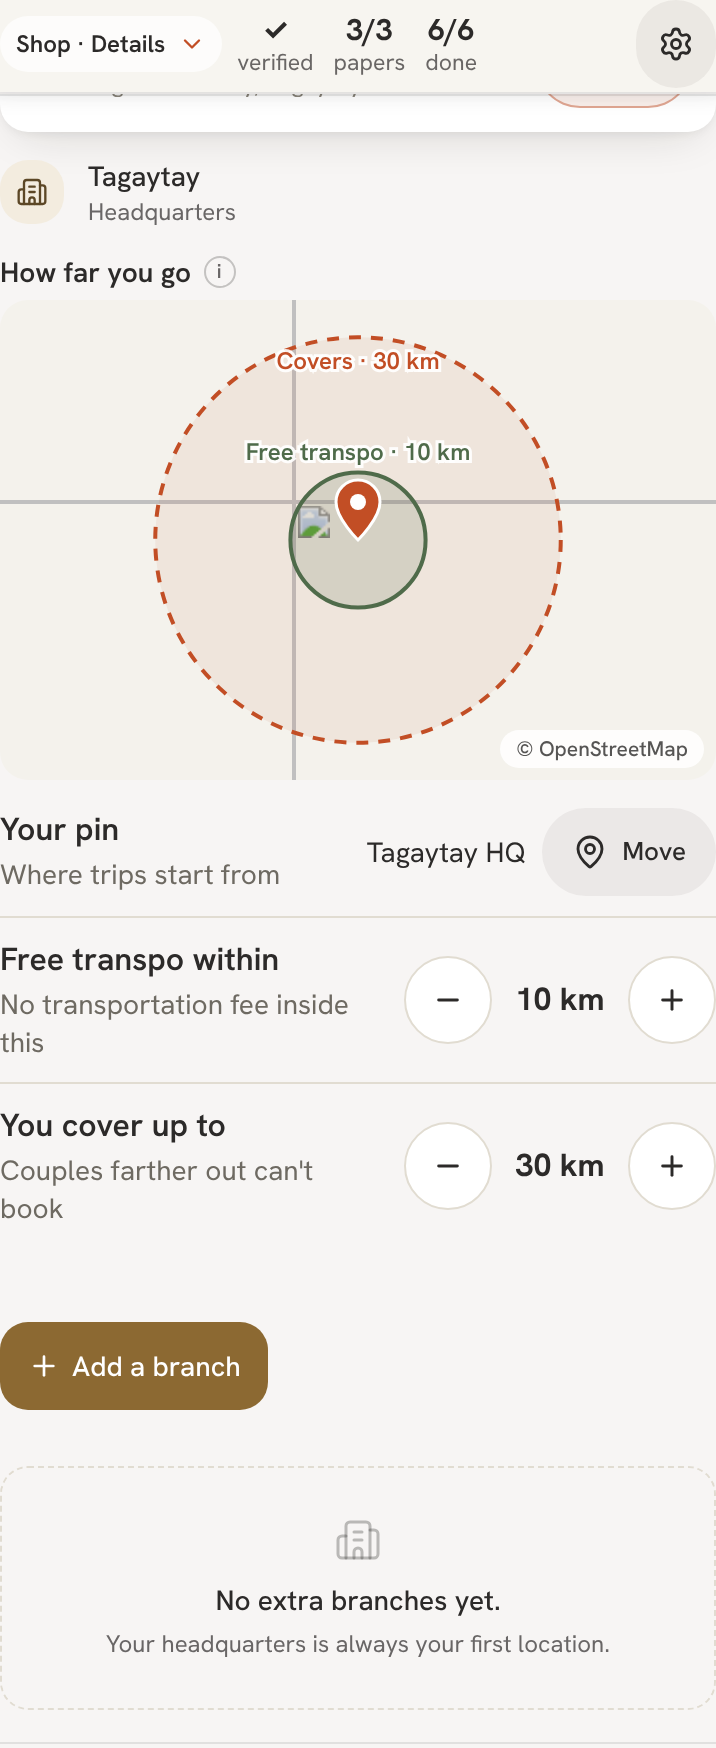 Shop · Details
3/3
6/6
verified
papers
done
Tagaytay
Headquarters
How far you go
i
Covers · 30 km
Free transpo · 10 km
© OpenStreetMap
Your pin
Where trips start from
Tagaytay HQ
Move
Free transpo within
No transportation fee inside
this
10 km
You cover up to
Couples farther out can't
book
30 km
Add a branch
No extra branches yet.
Your headquarters is always your first location.